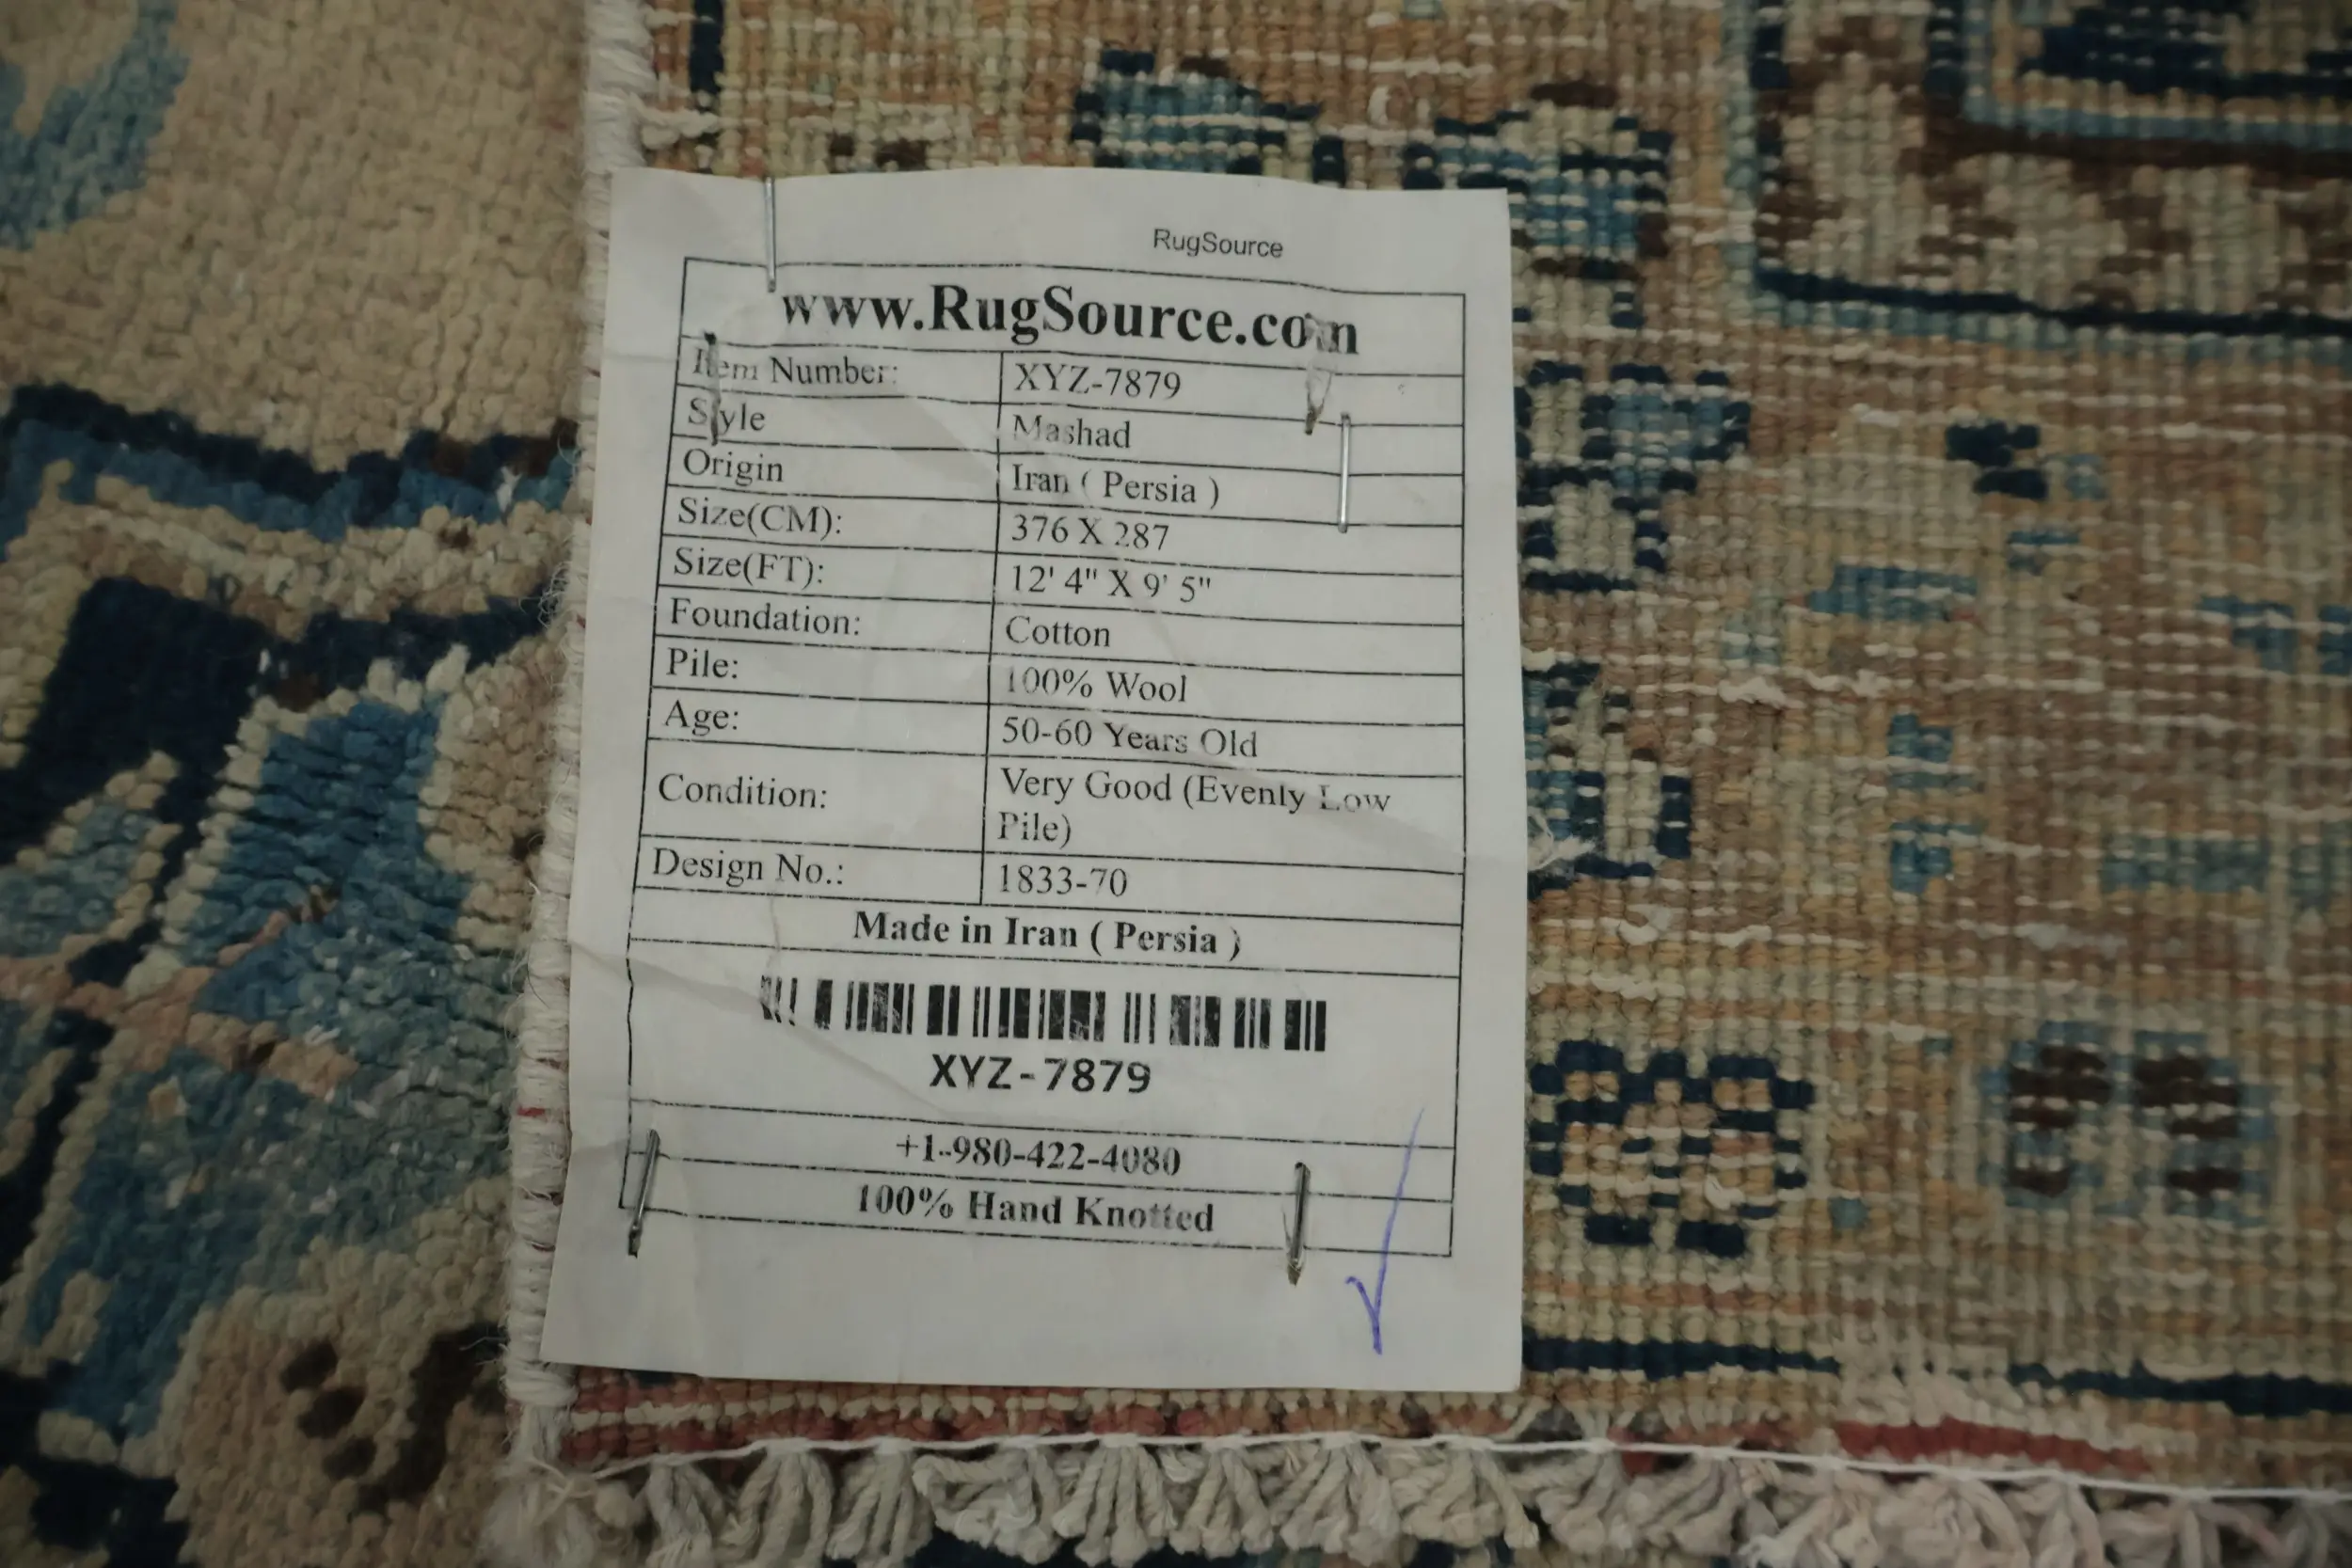 RugSource
www.RugSource.com
Item Number: XYZ-7879
Style Mashad
Origin Iran ( Persia )
Size(CM): 376 X 287
Size(FT): 12' 4" X 9' 5"
Foundation: Cotton
Pile: 100% Wool
Age: 50-60 Years Old
Condition: Very Good (Evenly Low
Pile)
Design No.: 1833-70
Made in Iran ( Persia )
XYZ-7879
+1-980-422-4080
100% Hand Knotted